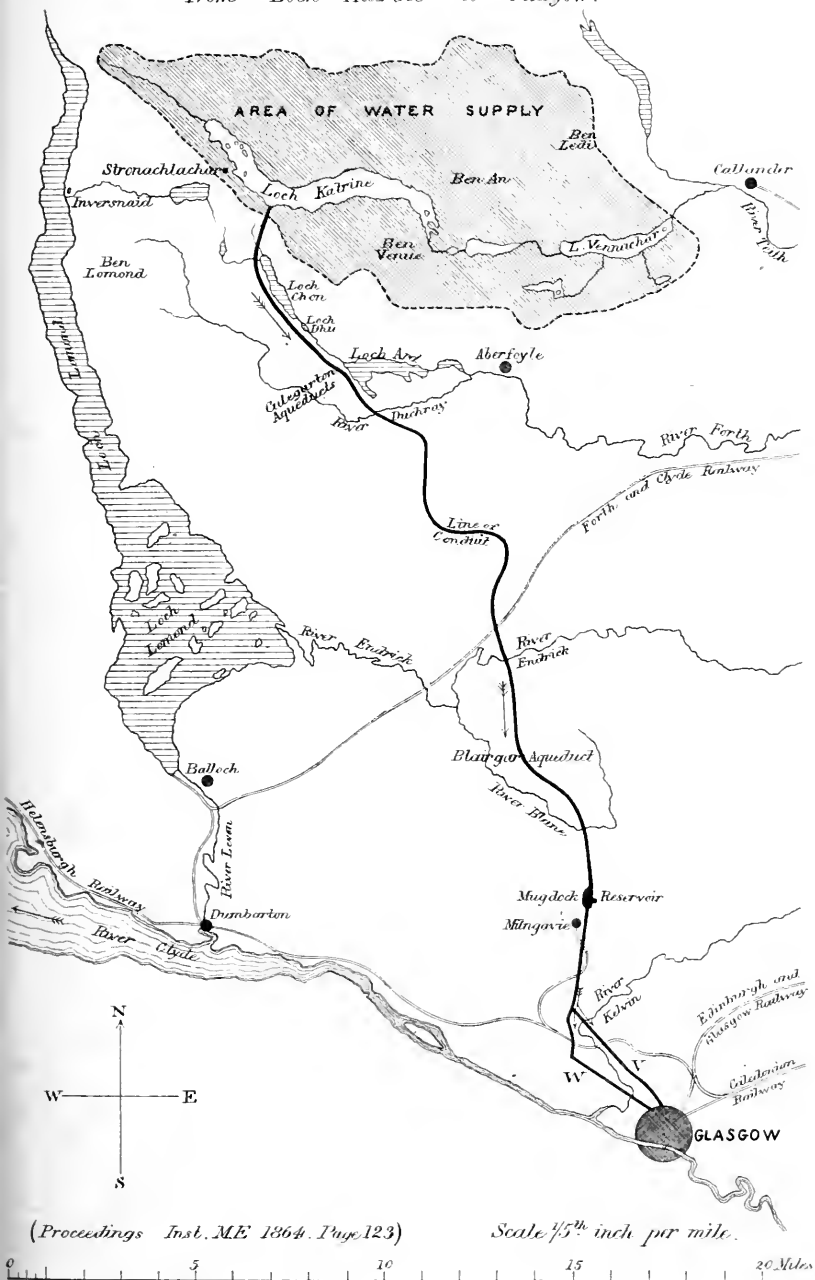 AREA OF WATER SUPPLY
Ben
Ledi
Stronachlachar
Callander
Loch Katrine
Ben An
Inversnaid
River Teith
L. Vennachar
Ben
Venue
Ben
Lomond
Loch
Chon
Loch
Dhu
Loch Ard
Aberfoyle
Culegarton
Aqueducts
River Duchray
River Forth
Loch Lomond
Forth and Clyde Railway
Line of
Conduit
Loch
Lomond
River Endrick
River
Endrick
Blairgar Aqueduct
Balloch
River Blane
Helensburgh Railway
River Leven
Mugdock Reservoir
Milngavie
Dumbarton
River Clyde
River
Kelvin
Edinburgh and
Glasgow Railway
N
W E
S
W V
Caledonian
Railway
GLASGOW
(Proceedings Inst. M.E. 1864. Page 123)
Scale 1/5th inch per mile.
0 5 10 15 20 Miles